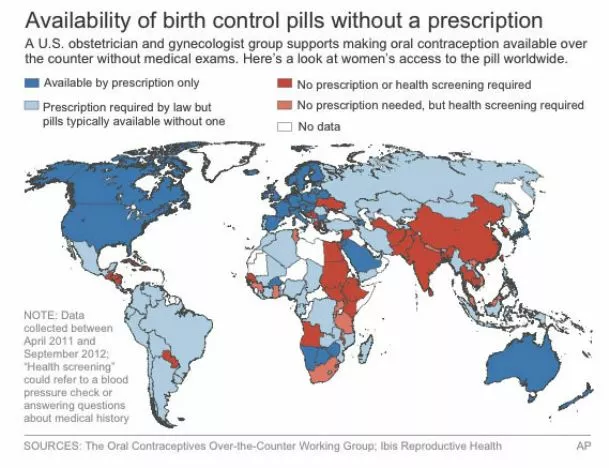 Availability of birth control pills without a prescription
A U.S. obstetrician and gynecologist group supports making oral contraception available over
the counter without medical exams. Here's a look at women's access to the pill worldwide.
Available by prescription only
Prescription required by law but
pills typically available without one
No prescription or health screening required
No prescription needed, but health screening required
No data
NOTE: Data
collected between
April 2011 and
September 2012;
“Health screening”
could refer to a blood
pressure check or
answering questions
about medical history
SOURCES: The Oral Contraceptives Over-the-Counter Working Group; Ibis Reproductive Health AP